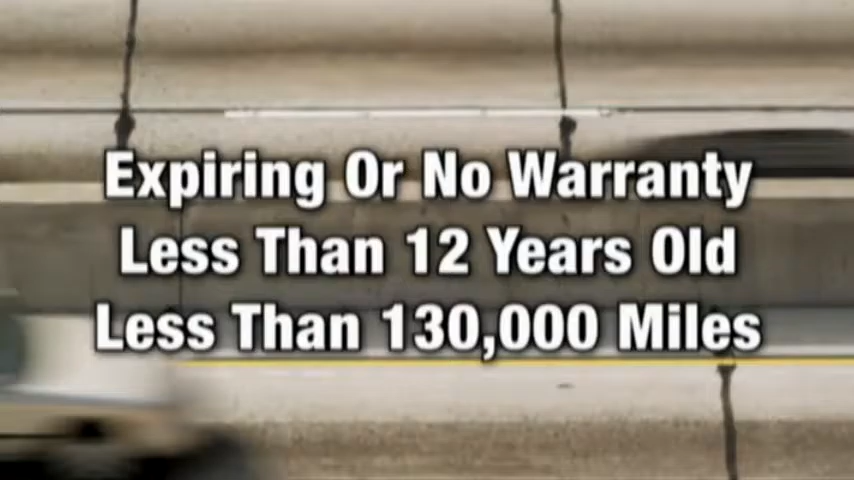 Expiring Or No Warranty
Less Than 12 Years Old
Less Than 130,000 Miles